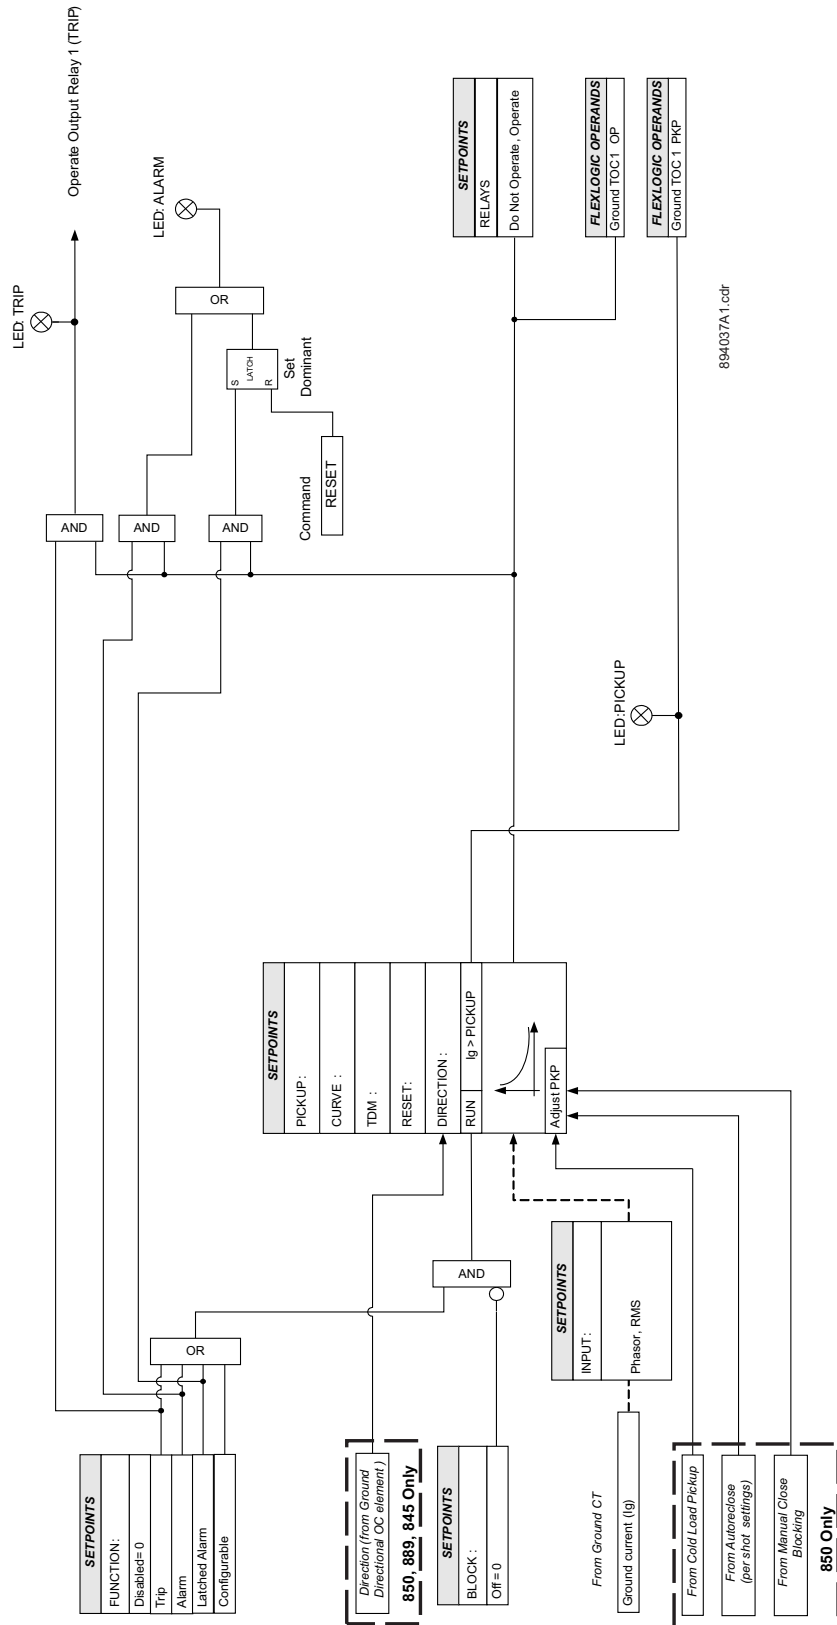 SETPOINTS
FUNCTION:
Disabled= 0
Trip
Alarm
Latched Alarm
Configurable
OR
Direction (from Ground
Directional OC element )
850, 889, 845 Only
SETPOINTS
BLOCK :
Off = 0
AND
From Ground CT
Ground current (Ig)
SETPOINTS
INPUT :
Phasor, RMS
From Cold Load Pickup
From Autoreclose
(per shot settings)
From Manual Close
Blocking
850 Only
SETPOINTS
PICKUP :
CURVE :
TDM :
RESET:
DIRECTION :
RUN
Ig > PICKUP
Adjust PKP
LED:PICKUP
AND
AND
AND
Command
RESET
S
LATCH
R
Set
Dominant
OR
LED: TRIP
LED: ALARM
Operate Output Relay 1 (TRIP)
SETPOINTS
RELAYS
Do Not Operate, Operate
FLEXLOGIC OPERANDS
Ground TOC1 OP
FLEXLOGIC OPERANDS
Ground TOC 1 PKP
894037A1.cdr